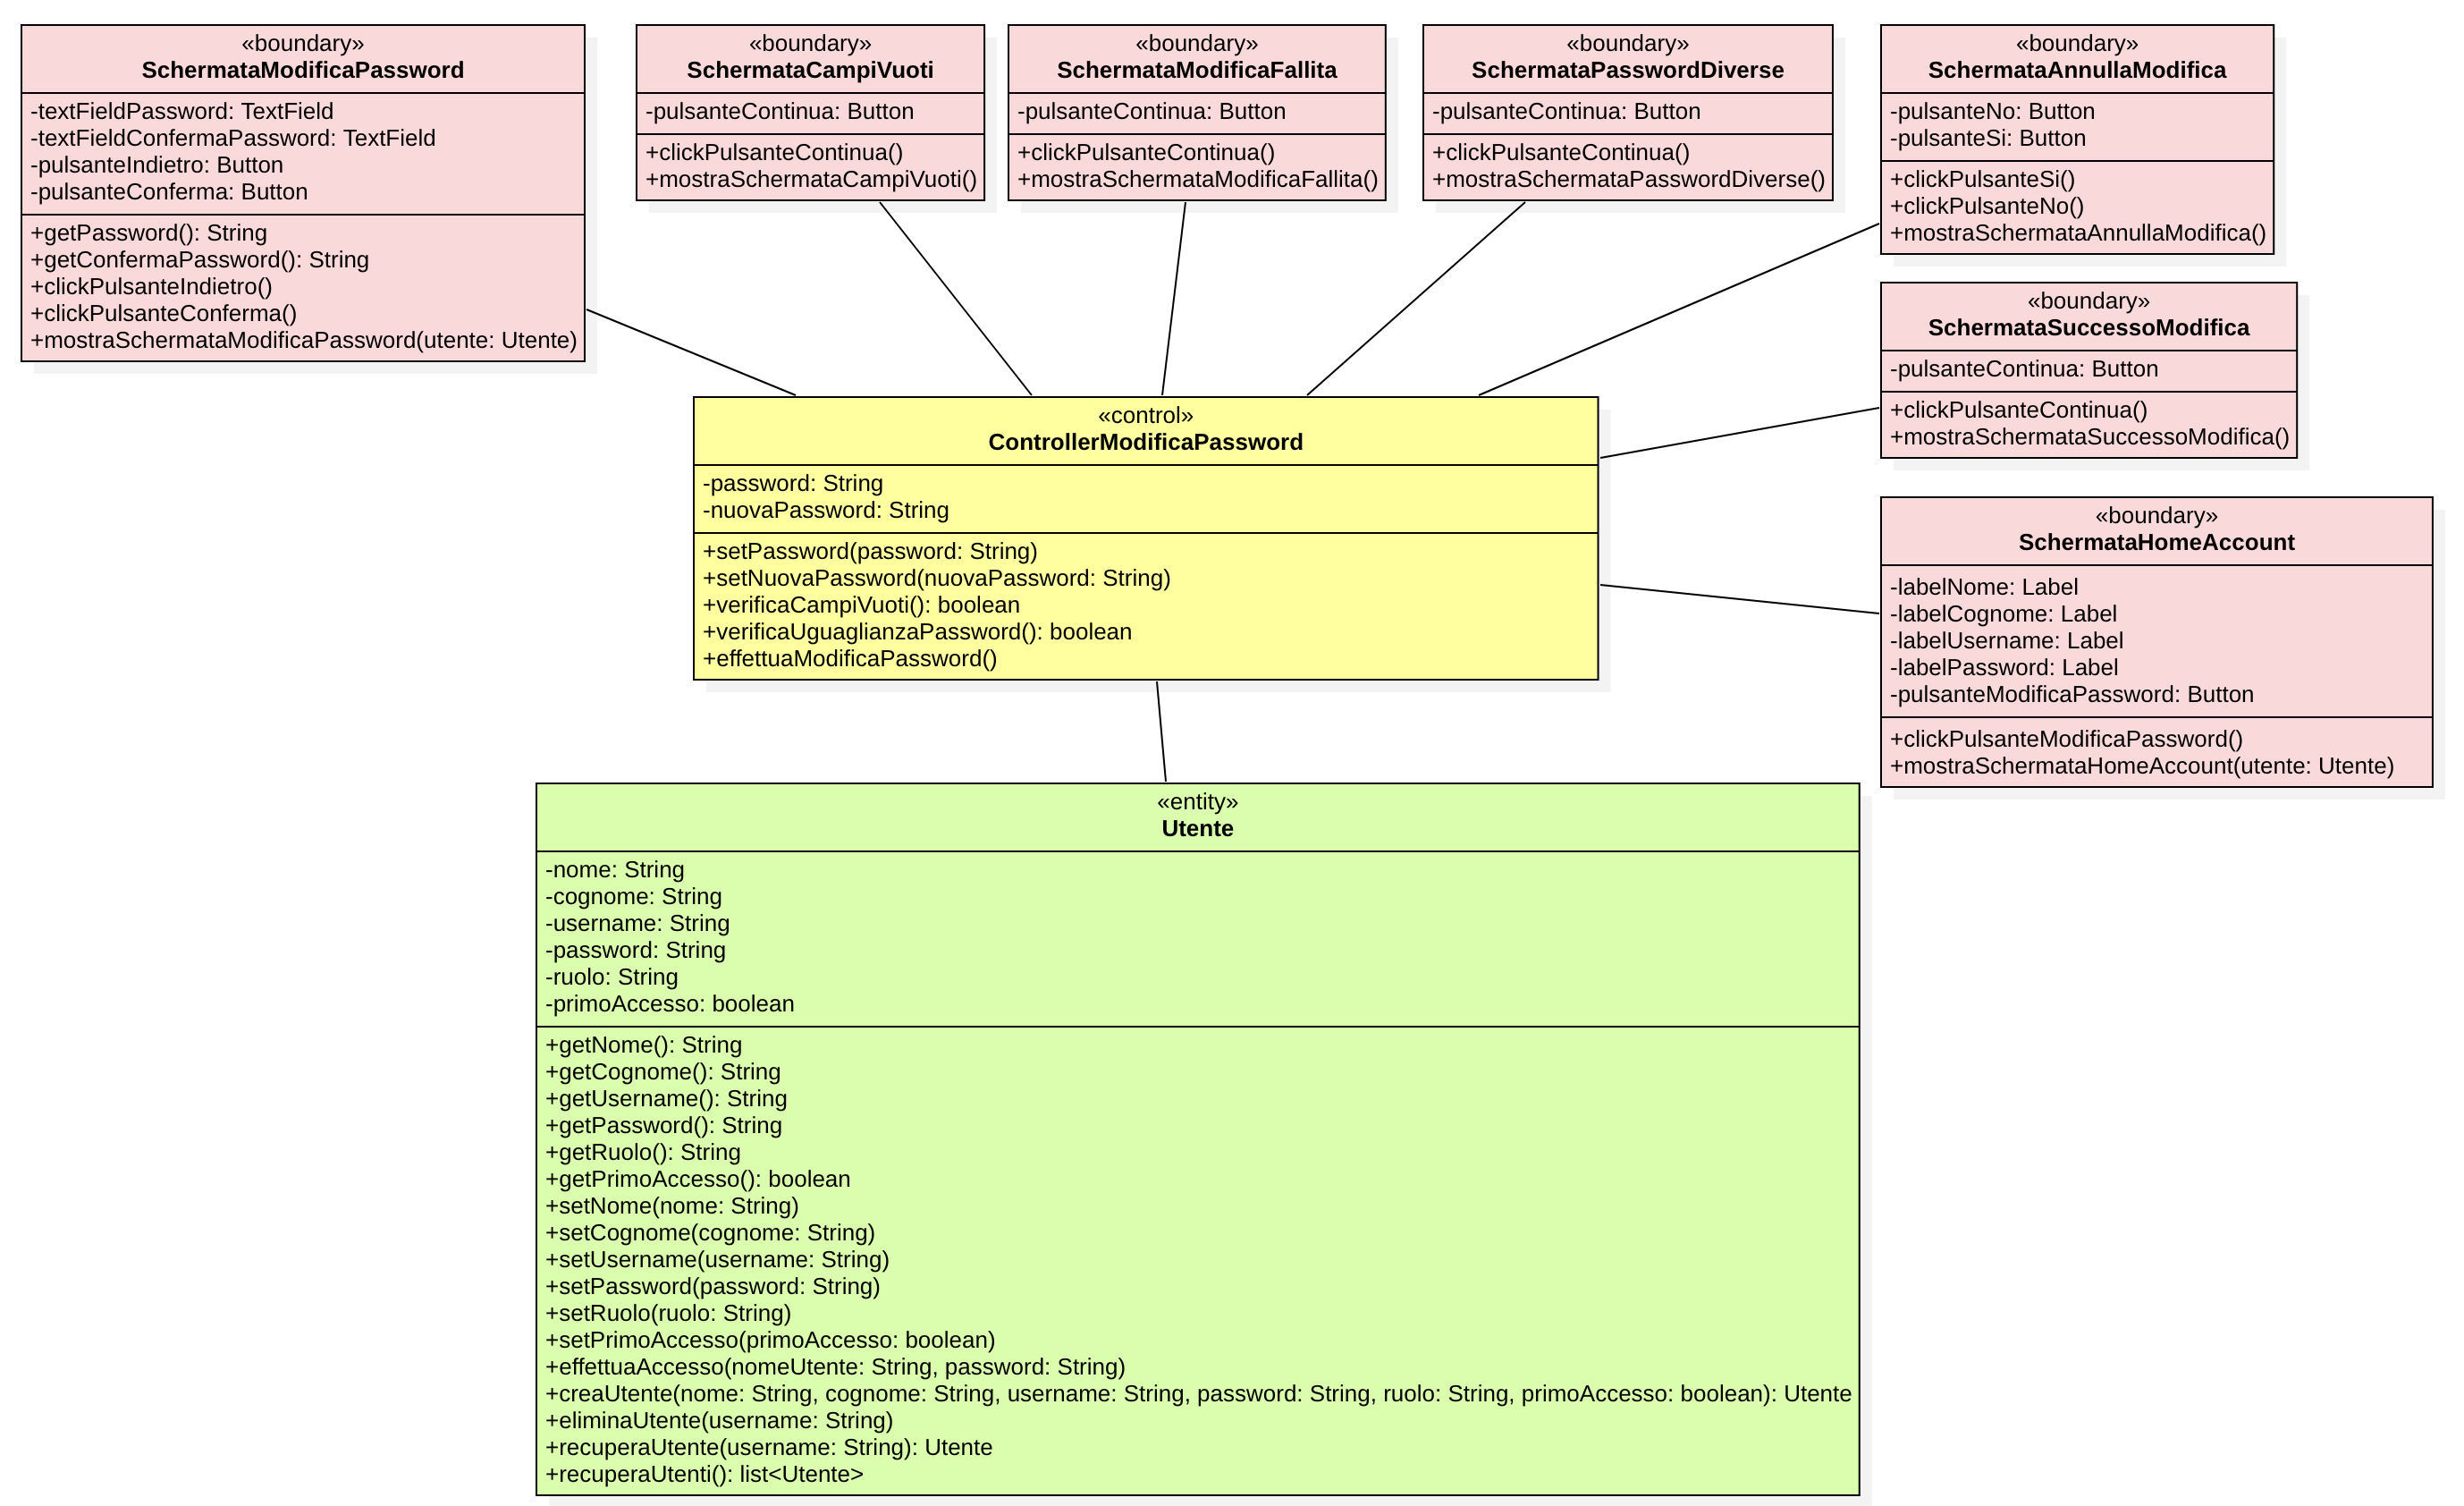 «boundary»
SchermataModificaPassword
-textFieldPassword: TextField
-textFieldConfermaPassword: TextField
-pulsanteIndietro: Button
-pulsanteConferma: Button
+getPassword(): String
+getConfermaPassword(): String
+clickPulsanteIndietro()
+clickPulsanteConferma()
+mostraSchermataModificaPassword(utente: Utente)
«boundary»
SchermataCampiVuoti
-pulsanteContinua: Button
+clickPulsanteContinua()
+mostraSchermataCampiVuoti()
«boundary»
SchermataModificaFallita
-pulsanteContinua: Button
+clickPulsanteContinua()
+mostraSchermataModificaFallita()
«boundary»
SchermataPasswordDiverse
-pulsanteContinua: Button
+clickPulsanteContinua()
+mostraSchermataPasswordDiverse()
«boundary»
SchermataAnnullaModifica
-pulsanteNo: Button
-pulsanteSi: Button
+clickPulsanteSi()
+clickPulsanteNo()
+mostraSchermataAnnullaModifica()
«boundary»
SchermataSuccessoModifica
-pulsanteContinua: Button
+clickPulsanteContinua()
+mostraSchermataSuccessoModifica()
«control»
ControllerModificaPassword
-password: String
-nuovaPassword: String
+setPassword(password: String)
+setNuovaPassword(nuovaPassword: String)
+verificaCampiVuoti(): boolean
+verificaUguaglianzaPassword(): boolean
+effettuaModificaPassword()
«boundary»
SchermataHomeAccount
-labelNome: Label
-labelCognome: Label
-labelUsername: Label
-labelPassword: Label
-pulsanteModificaPassword: Button
+clickPulsanteModificaPassword()
+mostraSchermataHomeAccount(utente: Utente)
«entity»
Utente
-nome: String
-cognome: String
-username: String
-password: String
-ruolo: String
-primoAccesso: boolean
+getNome(): String
+getCognome(): String
+getUsername(): String
+getPassword(): String
+getRuolo(): String
+getPrimoAccesso(): boolean
+setNome(nome: String)
+setCognome(cognome: String)
+setUsername(username: String)
+setPassword(password: String)
+setRuolo(ruolo: String)
+setPrimoAccesso(primoAccesso: boolean)
+effettuaAccesso(nomeUtente: String, password: String)
+creaUtente(nome: String, cognome: String, username: String, password: String, ruolo: String, primoAccesso: boolean): Utente
+eliminaUtente(username: String)
+recuperaUtente(username: String): Utente
+recuperaUtenti(): list<Utente>